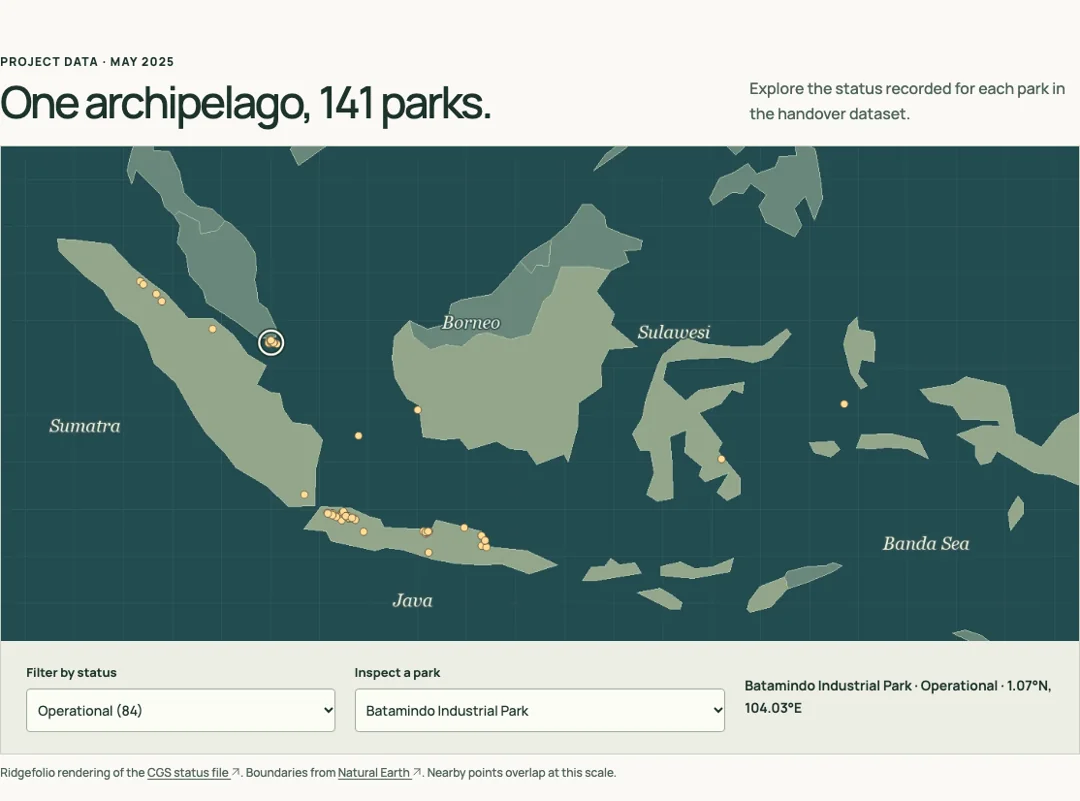 PROJECT DATA · MAY 2025
One archipelago, 141 parks.
Explore the status recorded for each park in
the handover dataset.
Borneo
Sulawesi
Sumatra
Banda Sea
Java
Filter by status
Operational (84)
Inspect a park
Batamindo Industrial Park
Batamindo Industrial Park · Operational · 1.07°N,
104.03°E
Ridgefolio rendering of the CGS status file ↗. Boundaries from Natural Earth ↗. Nearby points overlap at this scale.